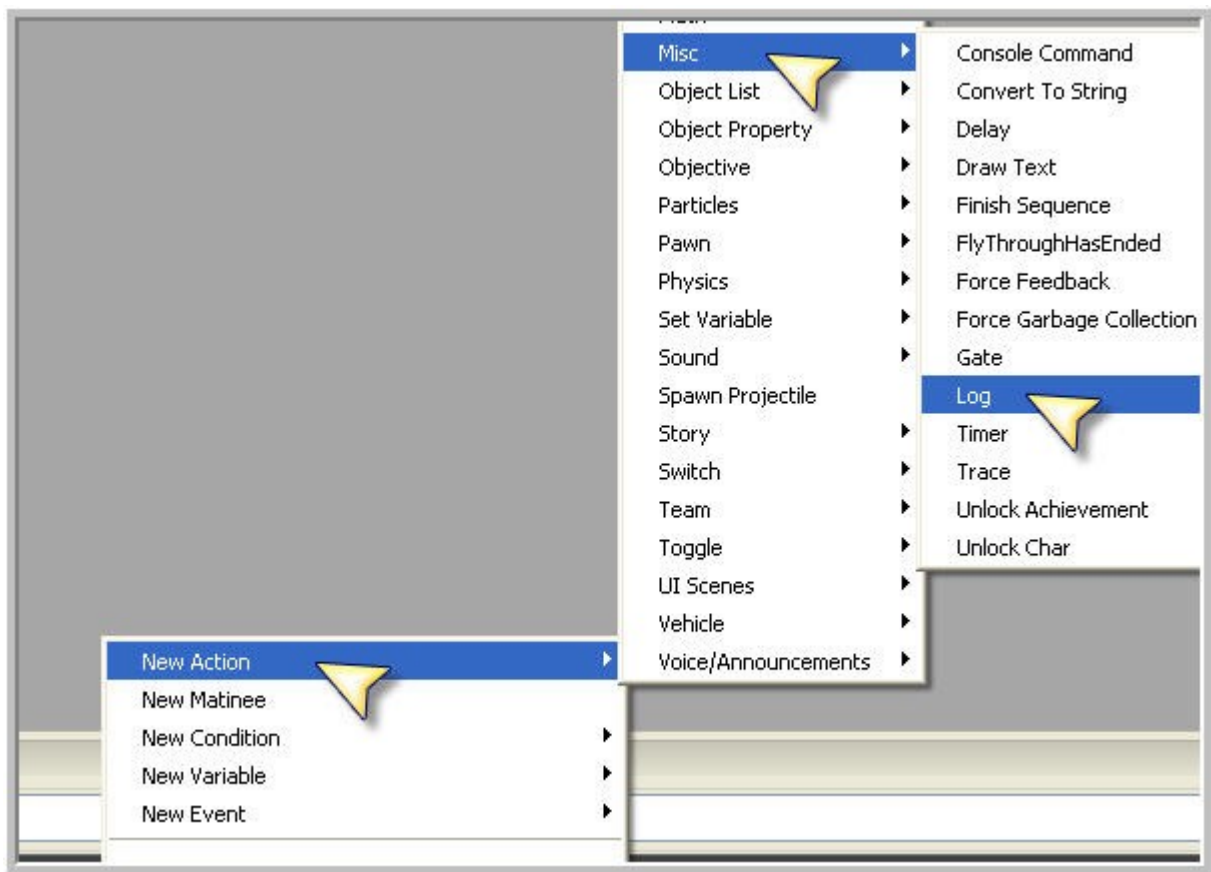 Misc
Object List
Object Property
Objective
Particles
Pawn
Physics
Set Variable
Sound
Spawn Projectile
Story
Switch
Team
Toggle
UI Scenes
Vehicle
Voice/Announcements
Console Command
Convert To String
Delay
Draw Text
Finish Sequence
FlyThroughHasEnded
Force Feedback
Force Garbage Collection
Gate
Log
Timer
Trace
Unlock Achievement
Unlock Char
New Action
New Matinee
New Condition
New Variable
New Event